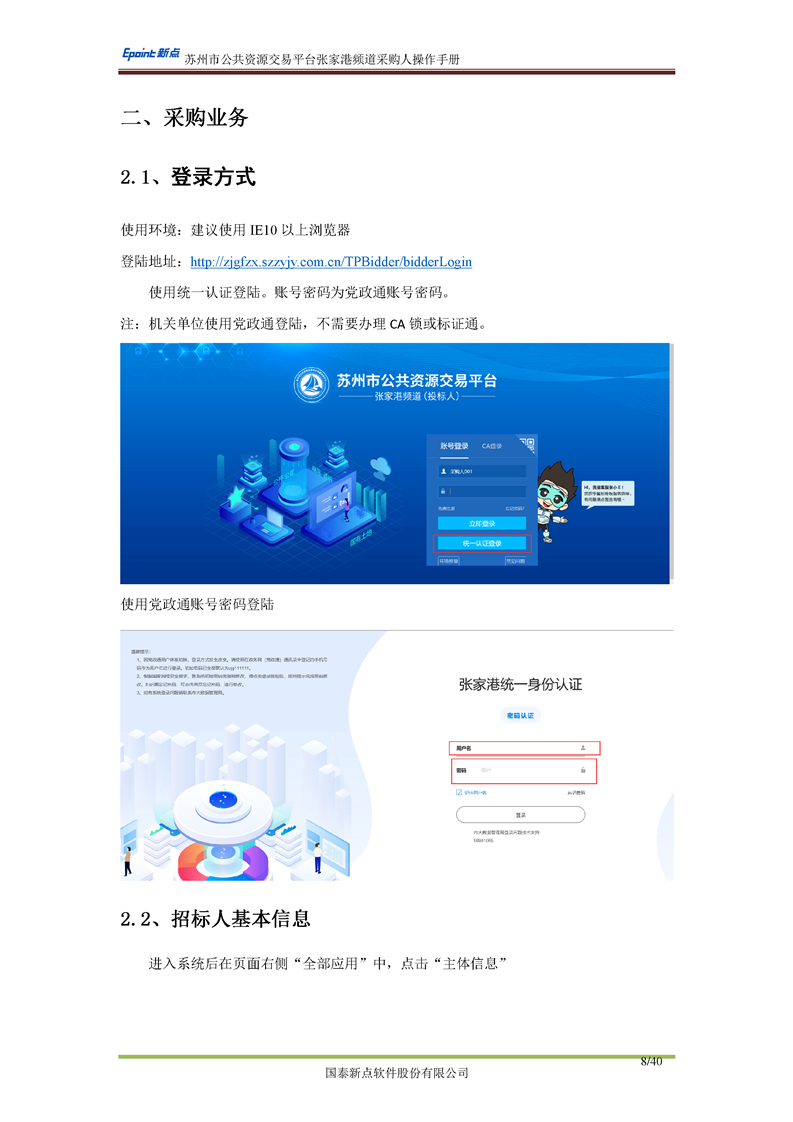 Epoint 新点 苏州市公共资源交易平台张家港频道采购人操作手册
二、采购业务
2.1、登录方式
使用环境：建议使用 IE10 以上浏览器
登陆地址：http://zjgfzx.szzyjy.com.cn/TPBidder/bidderLogin
使用统一认证登陆。账号密码为党政通账号密码。
注：机关单位使用党政通登陆，不需要办理 CA 锁或标证通。
苏州市公共资源交易平台
张家港频道(投标人)
账号登录 CA登录
采购人001
立即登录
统一认证登录
使用党政通账号密码登陆
张家港统一身份认证
密码认证
用户名
密码
登录
2.2、招标人基本信息
进入系统后在页面右侧“全部应用”中，点击“主体信息”
8/40
国泰新点软件股份有限公司